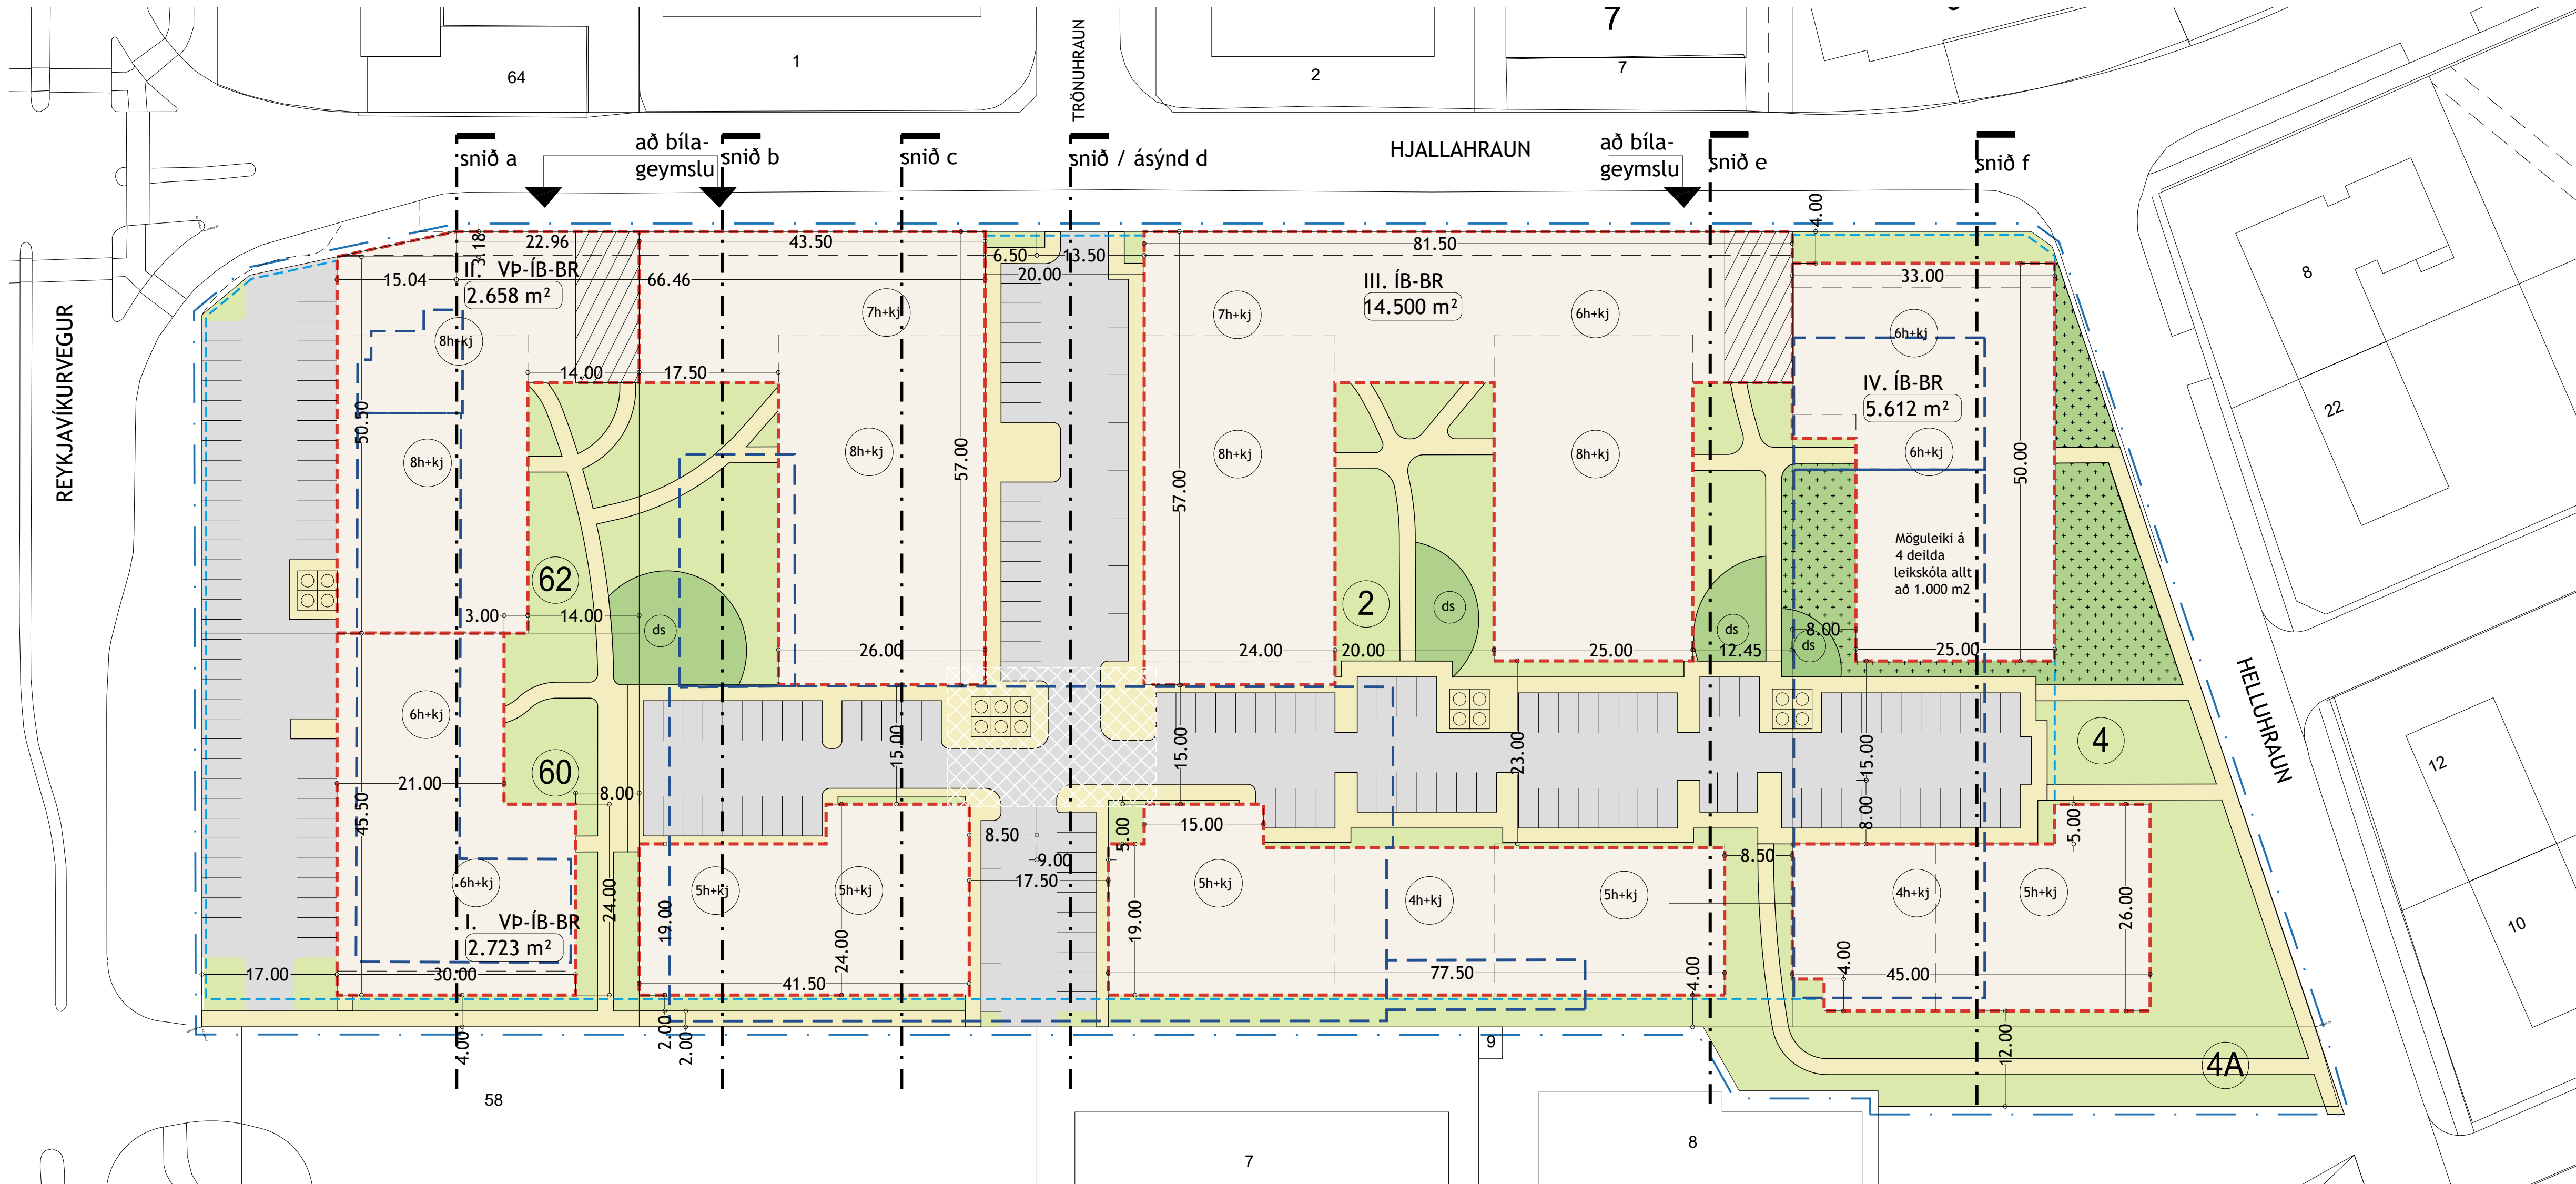 7
64
1
2
7
TRÖNUHRAUN
HJALLAHRAUN
REYKJAVÍKURVEGUR
HELLUHRAUN
snið a
að bíla-
geymslu
snið b
snið c
snið / ásýnd d
að bíla-
geymslu
snið e
snið f
4.00
3.18
22.96
43.50
6.50
13.50
81.50
15.04
II. VÞ-ÍB-BR
2.658 m²
66.46
20.00
III. ÍB-BR
14.500 m²
33.00
8
8h+kj
7h+kj
7h+kj
6h+kj
6h+kj
14.00
17.50
IV. ÍB-BR
5.612 m²
22
50.50
8h+kj
8h+kj
57.00
57.00
8h+kj
8h+kj
6h+kj
50.00
Möguleiki á
4 deilda
leikskóla allt
að 1.000 m2
62
2
3.00
14.00
ds
ds
ds
8.00
ds
26.00
24.00
20.00
25.00
12.45
25.00
6h+kj
15.00
15.00
23.00
15.00
4
12
60
21.00
8.00
45.50
8.50
5.00
15.00
8.00
5.00
9.00
17.50
8.50
6h+kj
24.00
5h+kj
5h+kj
5h+kj
4h+kj
5h+kj
4h+kj
5h+kj
26.00
10
I. VÞ-ÍB-BR
2.723 m²
19.00
24.00
19.00
4.00
4.00
17.00
30.00
41.50
77.50
45.00
4.00
2.00
2.00
9
12.00
4A
58
7
8